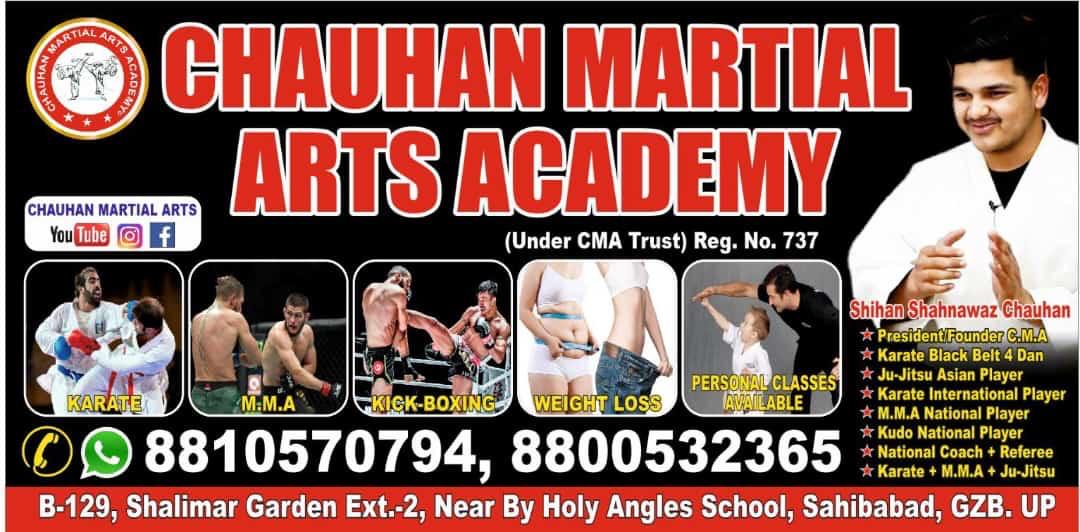 CHAUHAN MARTIAL ARTS ACADEMY
CHAUHAN MARTIAL
ARTS ACADEMY
CHAUHAN MARTIAL ARTS
YouTube
(Under CMA Trust) Reg. No. 737
KARATE
M.M.A
KICK-BOXING
WEIGHT LOSS
PERSONAL CLASSES
AVAILABLE
Shihan Shahnawaz Chauhan
President/Founder C.M.A
Karate Black Belt 4 Dan
Ju-Jitsu Asian Player
Karate International Player
M.M.A National Player
Kudo National Player
National Coach + Referee
Karate + M.M.A + Ju-Jitsu
8810570794, 8800532365
B-129, Shalimar Garden Ext.-2, Near By Holy Angles School, Sahibabad, GZB. UP